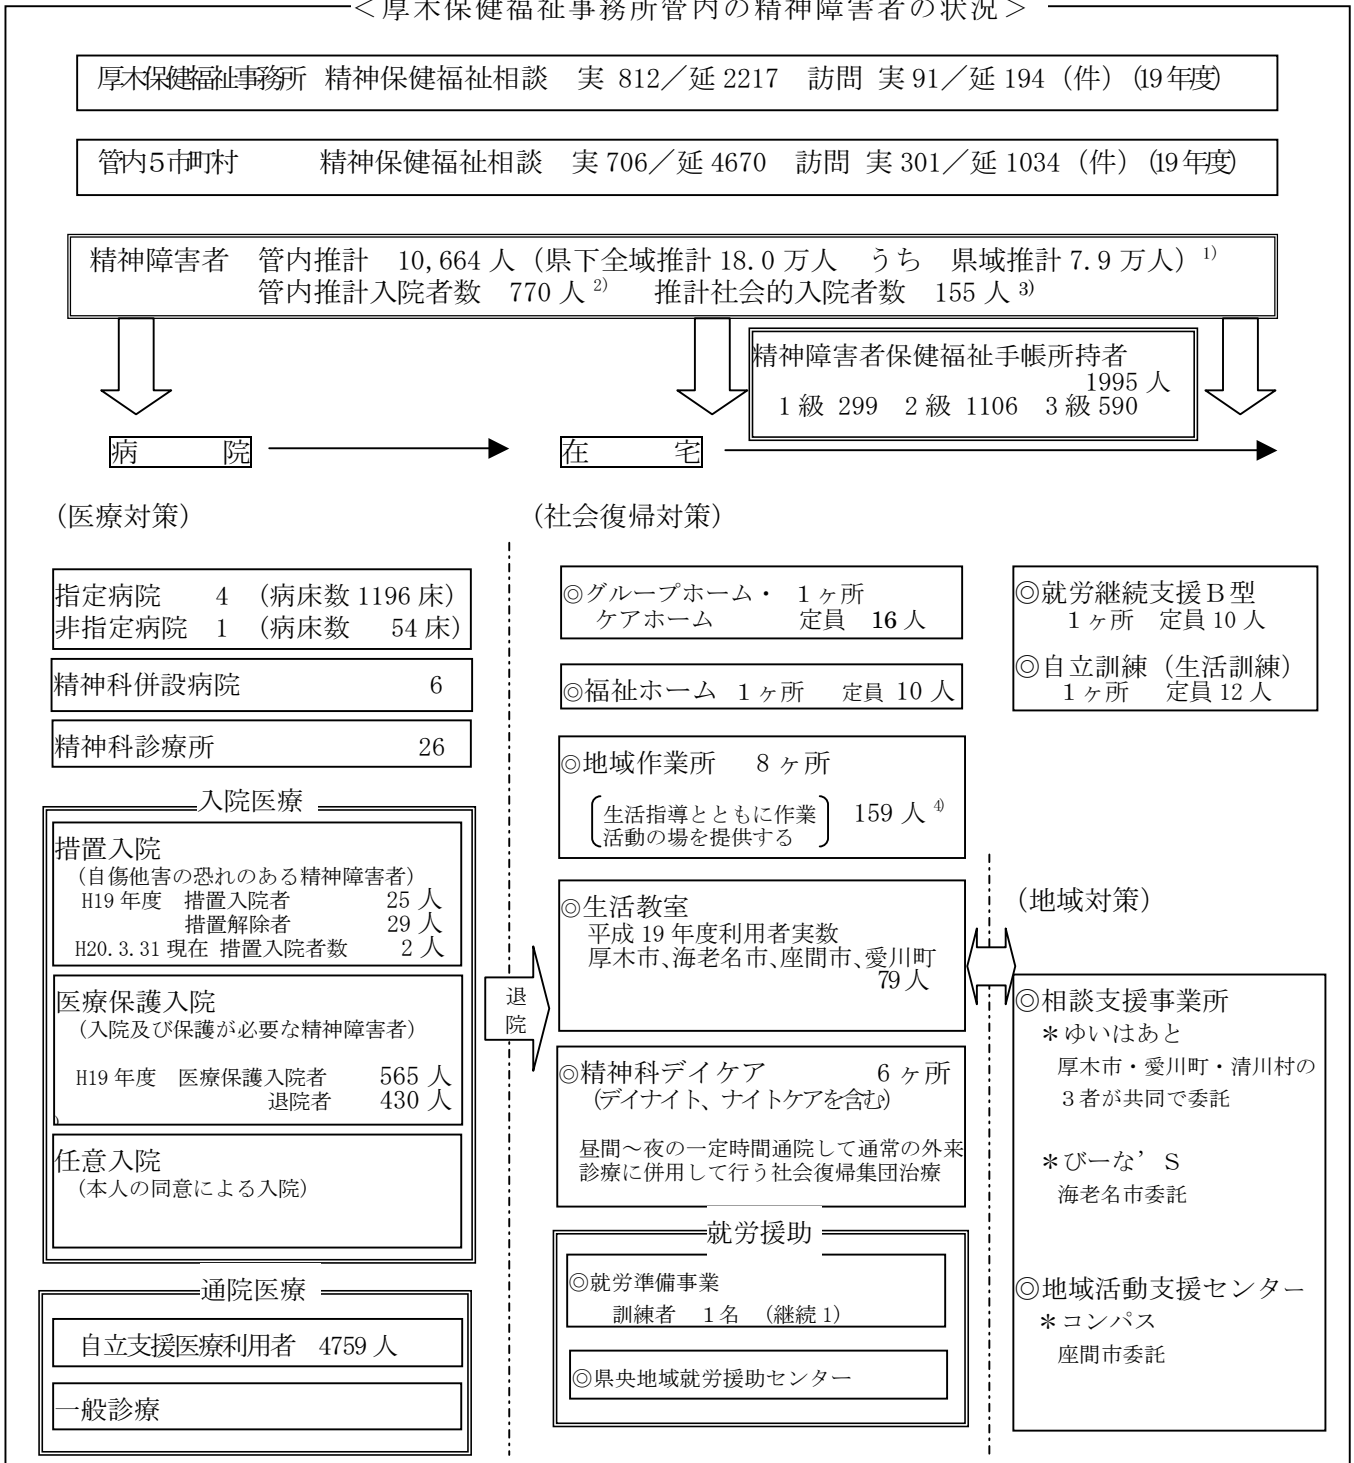 ＜厚木保健福祉事務所管内の精神障害者の状況＞
厚木保健福祉事務所 精神保健福祉相談 実 812／延 2217 訪問 実 91／延 194（件）(19年度)
管内5市町村 精神保健福祉相談 実 706／延 4670 訪問 実 301／延 1034（件）(19年度)
精神障害者 管内推計 10,664 人（県下全域推計 18.0 万人 うち 県域推計 7.9 万人）1)
管内推計入院者数 770 人 2) 推計社会的入院者数 155 人 3)
精神障害者保健福祉手帳所持者
1995 人
1 級 299 2 級 1106 3 級 590
病 院
在 宅
（医療対策）
指定病院 4 （病床数 1196 床）
非指定病院 1 （病床数 54 床）
精神科併設病院 6
精神科診療所 26
入院医療
措置入院
（自傷他害の恐れのある精神障害者）
H19 年度 措置入院者 25 人
措置解除者 29 人
H20.3.31 現在 措置入院者数 2 人
医療保護入院
（入院及び保護が必要な精神障害者）
H19 年度 医療保護入院者 565 人
退院者 430 人
任意入院
（本人の同意による入院）
通院医療
自立支援医療利用者 4759 人
一般診療
退
院
（社会復帰対策）
◎グループホーム・ 1 ヶ所
ケアホーム 定員 16 人
◎福祉ホーム 1 ヶ所 定員 10 人
◎地域作業所 8 ヶ所
生活指導とともに作業
活動の場を提供する
159 人 4)
◎生活教室
平成 19 年度利用者実数
厚木市、海老名市、座間市、愛川町
79 人
◎精神科デイケア 6 ヶ所
（デイナイト、ナイトケアを含む）
昼間～夜の一定時間通院して通常の外来
診療に併用して行う社会復帰集団治療
就労援助
◎就労準備事業
訓練者 1 名 （継続 1）
◎県央地域就労援助センター
◎就労継続支援Ｂ型
1 ヶ所 定員 10 人
◎自立訓練（生活訓練）
1 ヶ所 定員 12 人
（地域対策）
◎相談支援事業所
＊ゆいはあと
厚木市・愛川町・清川村の
３者が共同で委託
＊びーな’Ｓ
海老名市委託
◎地域活動支援センター
＊コンパス
座間市委託